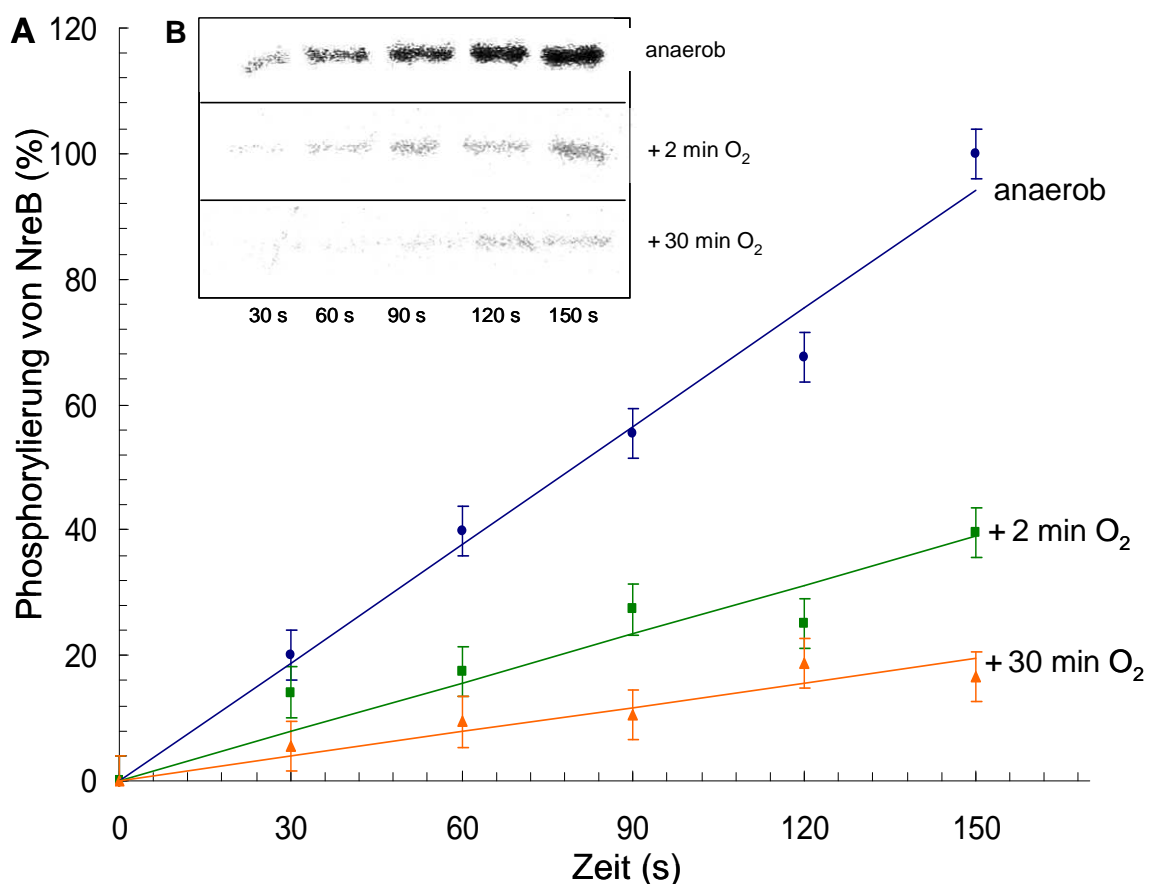 A
B
120
100
80
60
40
20
0
Phosphorylierung von NreB (%)
anaerob
+ 2 min O₂
+ 30 min O₂
30 s 60 s 90 s 120 s 150 s
anaerob
+ 2 min O₂
+ 30 min O₂
0 30 60 90 120 150
Zeit (s)